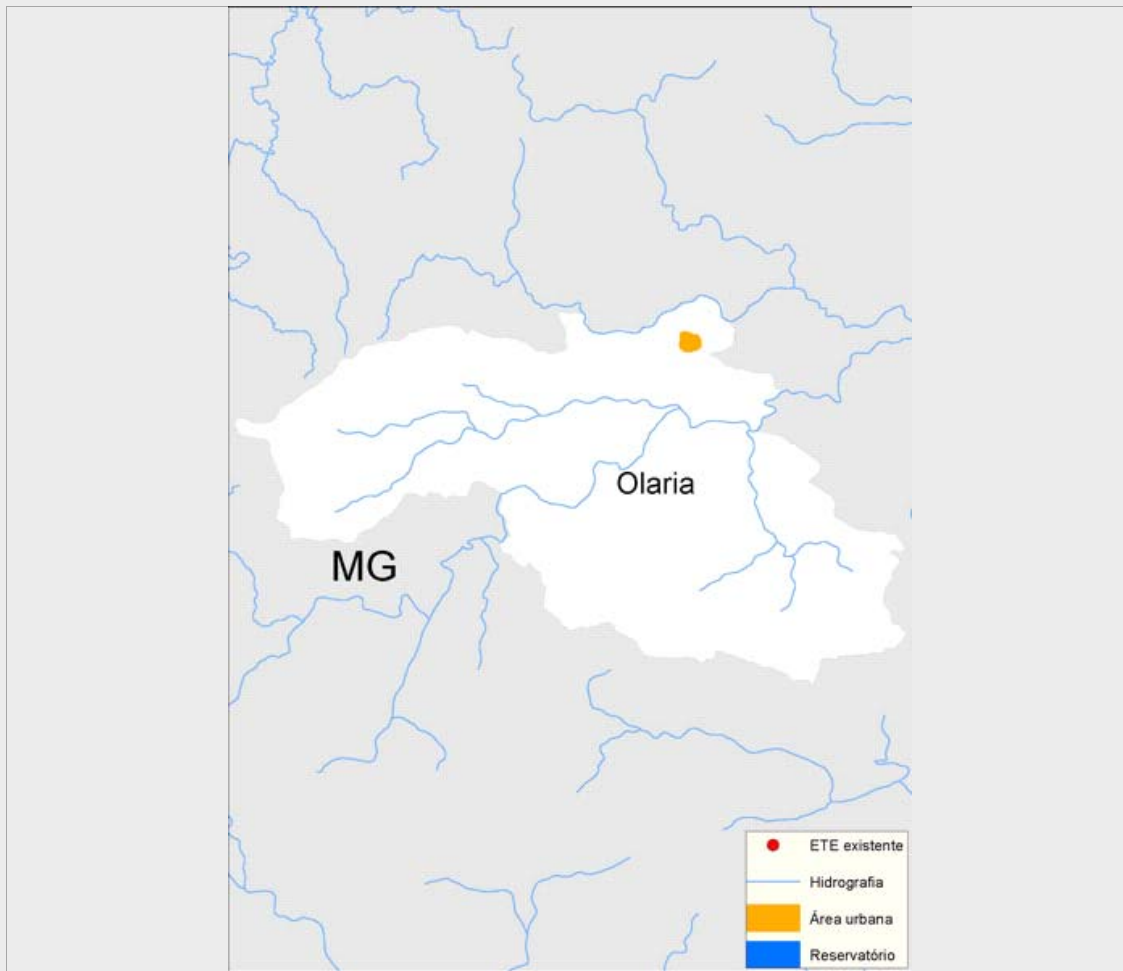 Olaria
MG
ETE existente
Hidrografia
Área urbana
Reservatório